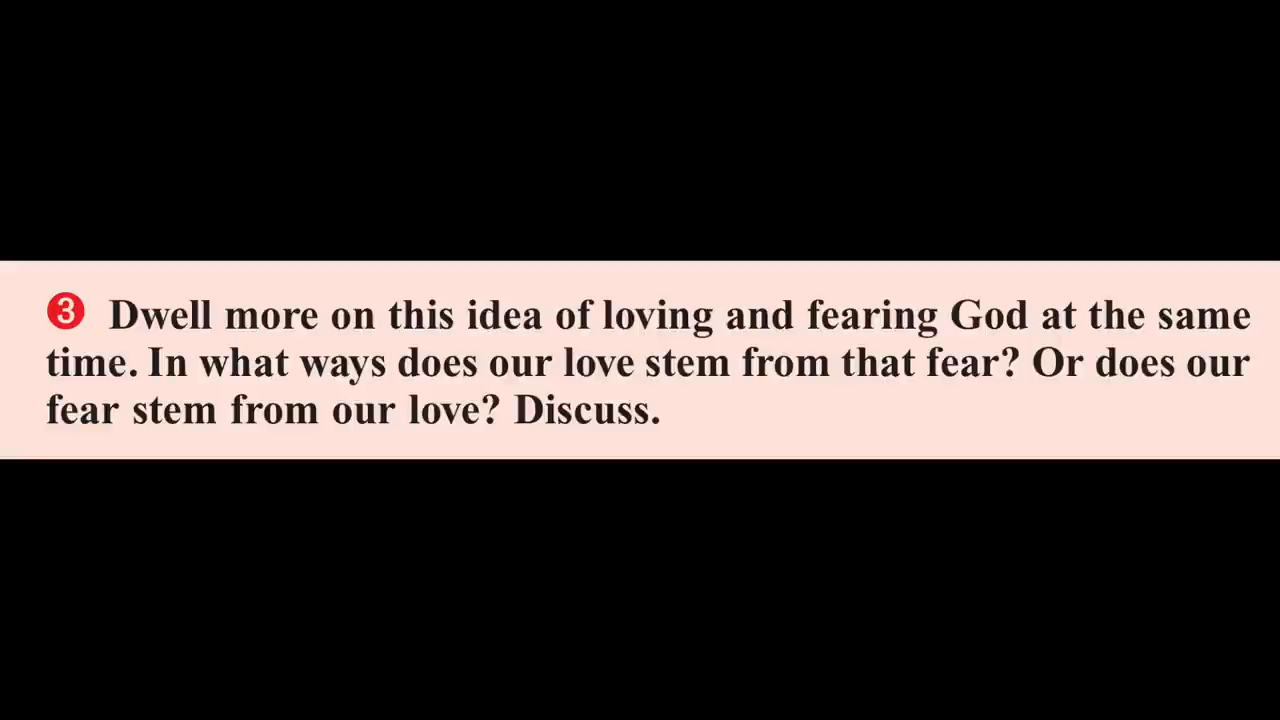 ❸ Dwell more on this idea of loving and fearing God at the same
time. In what ways does our love stem from that fear? Or does our
fear stem from our love? Discuss.